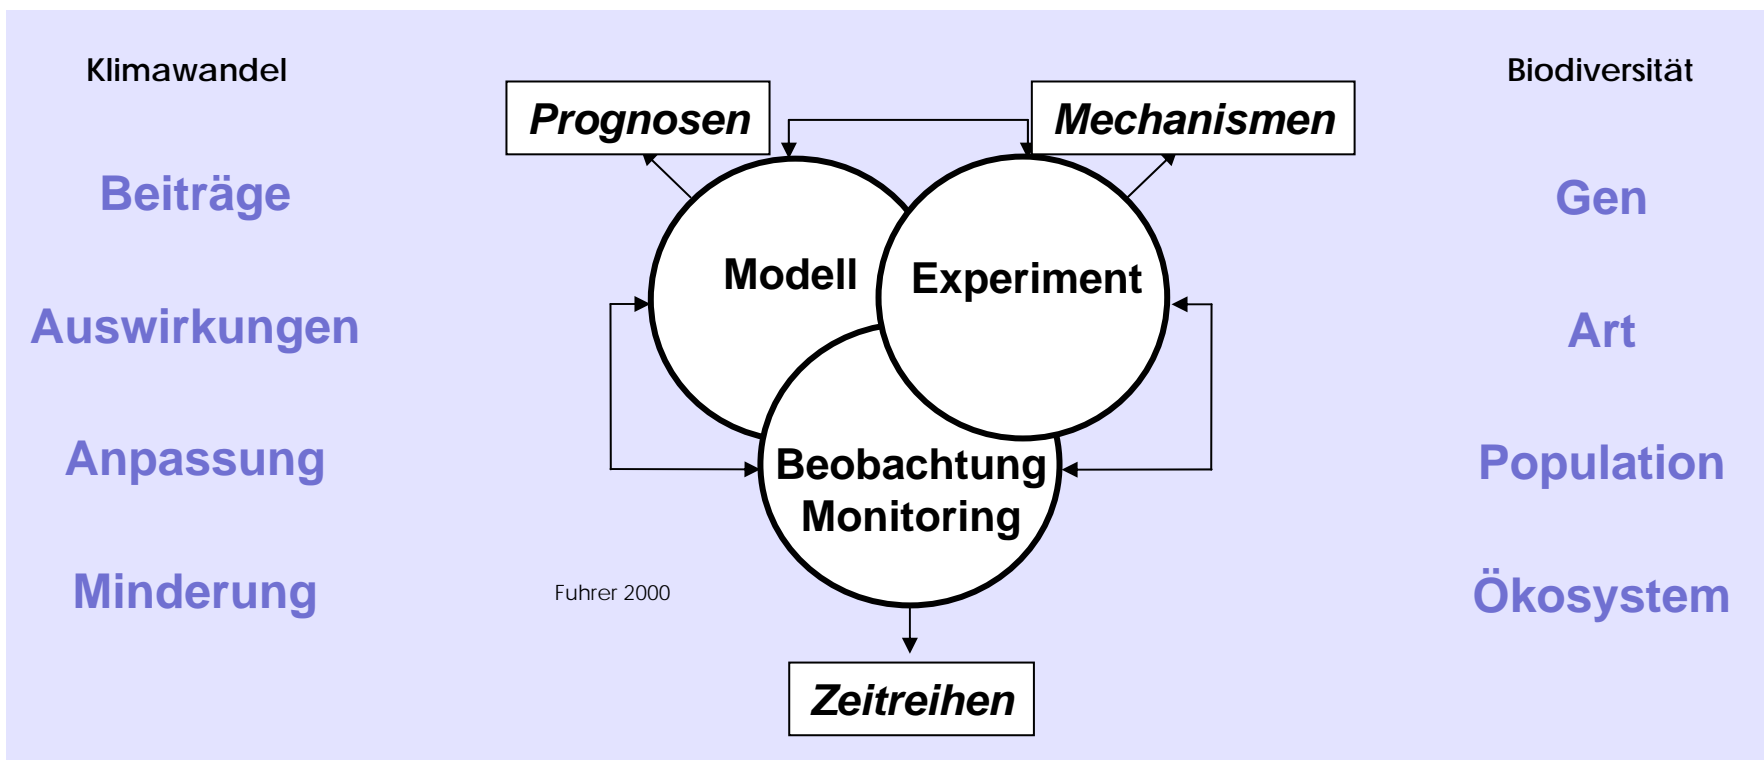 Klimawandel
Beiträge
Auswirkungen
Anpassung
Minderung
Prognosen
Mechanismen
Modell
Experiment
Beobachtung
Monitoring
Fuhrer 2000
Zeitreihen
Biodiversität
Gen
Art
Population
Ökosystem